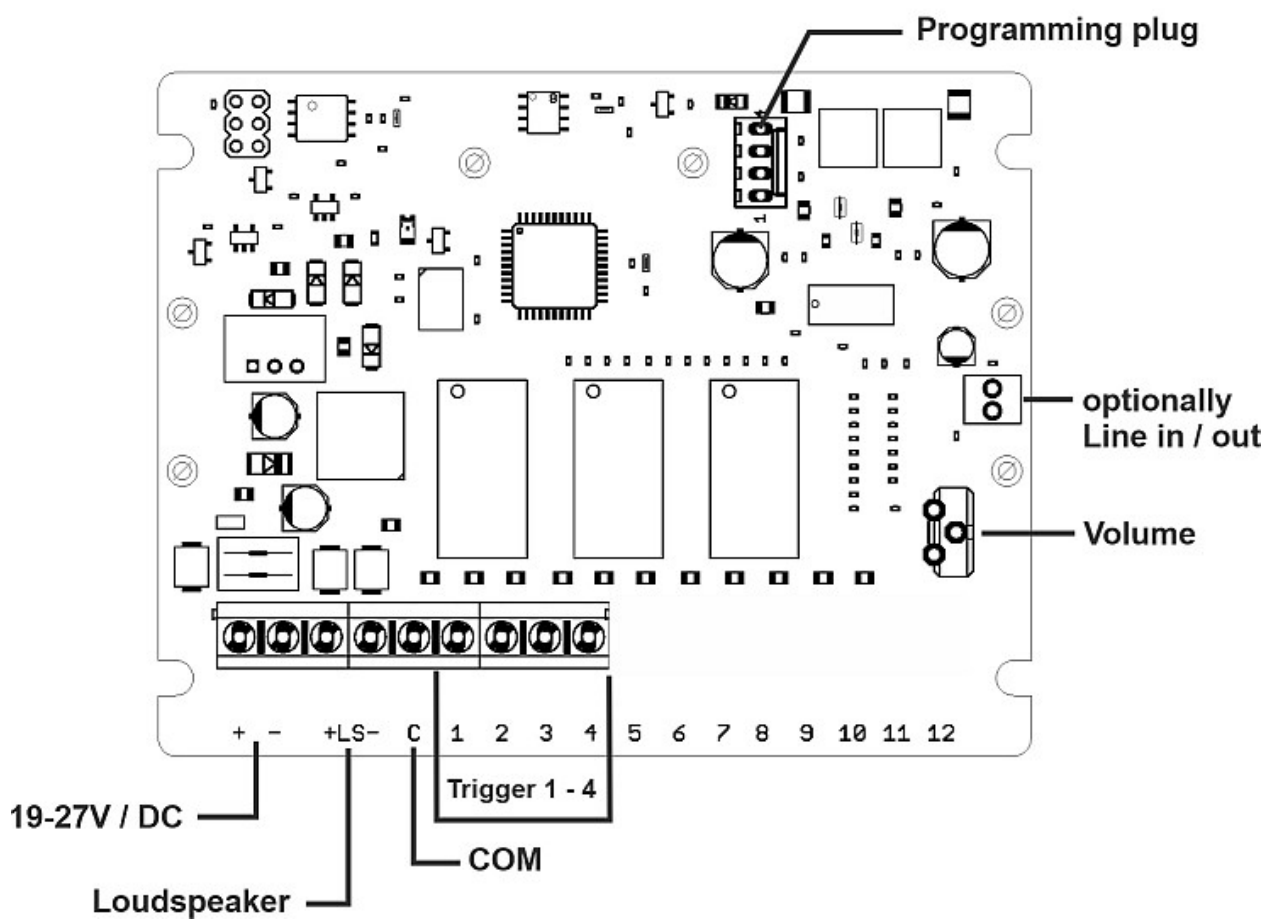 Programming plug
1
optionally
Line in / out
Volume
+ - +LS- C 1 2 3 4 5 6 7 8 9 10 11 12
Trigger 1 - 4
19-27V / DC
COM
Loudspeaker